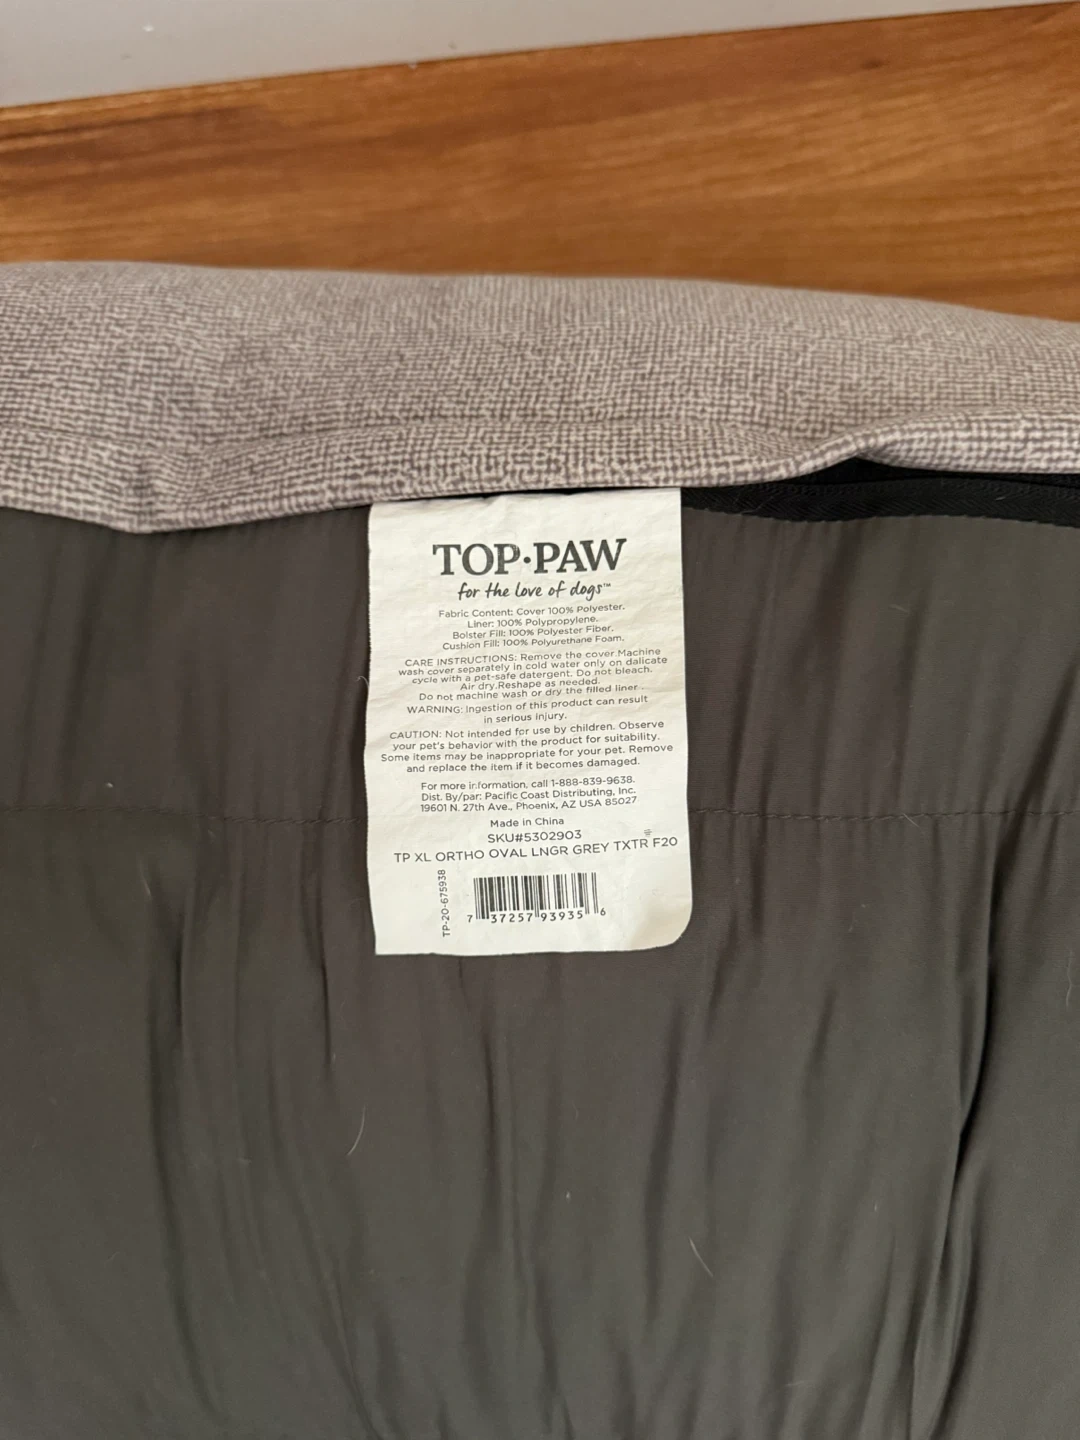 TOP·PAW
for the love of dogs™
Fabric Content: Cover 100% Polyester.
Liner: 100% Polypropylene.
Bolster Fill: 100% Polyester Fiber.
Cushion Fill: 100% Polyurethane Foam.
CARE INSTRUCTIONS: Remove the cover.Machine
wash cover separately in cold water only on dalicate
cycle with a pet-safe datergent. Do not bleach.
Air dry.Reshape as needed.
Do not machine wash or dry the filled liner.
WARNING: Ingestion of this product can result
in serious injury.
CAUTION: Not intended for use by children. Observe
your pet's behavior with the product for suitability.
Some items may be inappropriate for your pet. Remove
and replace the item if it becomes damaged.
For more information, call 1-888-839-9638.
Dist. By/par: Pacific Coast Distributing, Inc.
19601 N. 27th Ave., Phoenix, AZ USA 85027
Made in China
SKU#5302903
TP XL ORTHO OVAL LNGR GREY TXTR F20
TP-20-675938
7 37257 93935 6